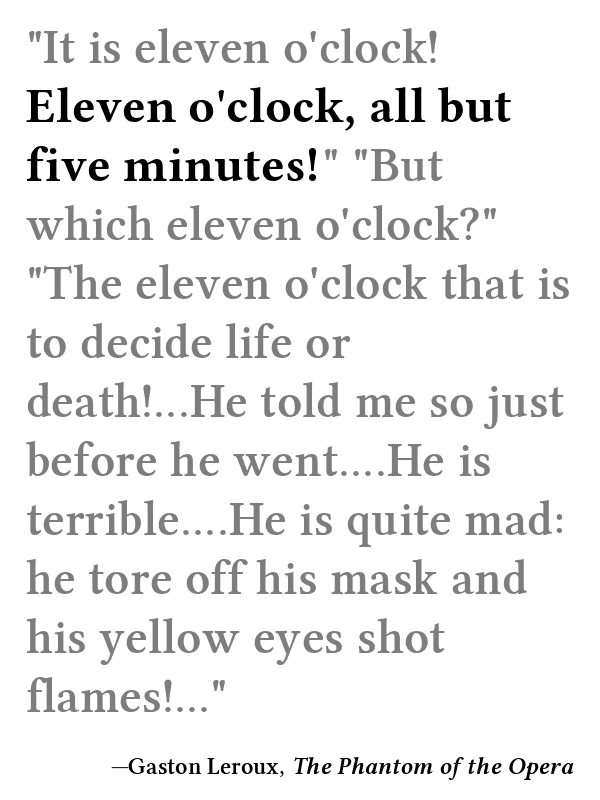 "It is eleven o'clock!
Eleven o'clock, all but
five minutes!" "But
which eleven o'clock?"
"The eleven o'clock that is
to decide life or
death!...He told me so just
before he went....He is
terrible....He is quite mad:
he tore off his mask and
his yellow eyes shot
flames!..."
—Gaston Leroux, The Phantom of the Opera